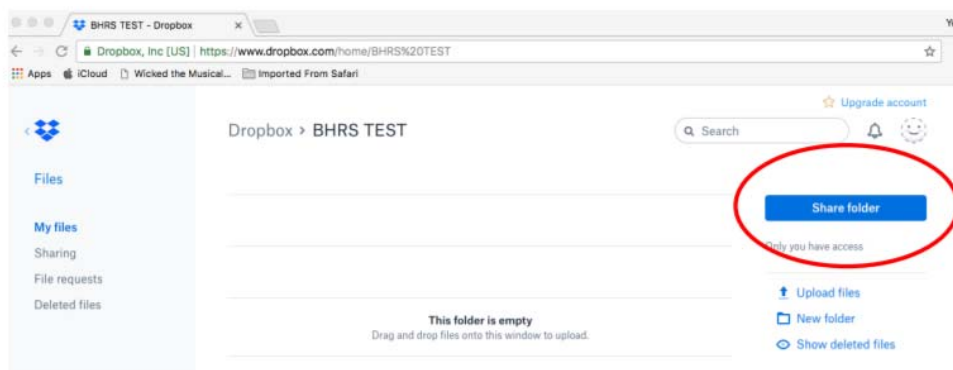 BHRS TEST - Dropbox
Dropbox, Inc [US] https://www.dropbox.com/home/BHRS%20TEST
Apps iCloud Wicked the Musical... Imported From Safari
Upgrade account
Dropbox > BHRS TEST
Search
Files
Share folder
My files
Only you have access
Sharing
File requests
Upload files
Deleted files
New folder
This folder is empty
Drag and drop files onto this window to upload.
Show deleted files